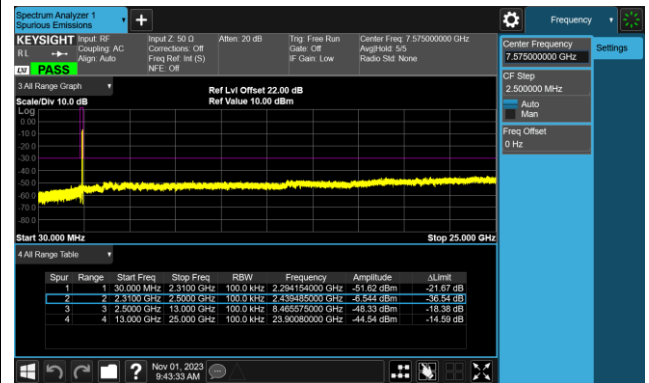 Spectrum Analyzer 1
Spurious Emissions
Frequency
KEYSIGHT Input: RF
RL
Coupling: AC
Align: Auto
LXI PASS
Input Z: 50 Ω
Corrections: Off
Freq Ref: Int (S)
NFE: Off
Atten: 20 dB
Trig: Free Run
Gate: Off
IF Gain: Low
Center Freq: 7.575000000 GHz
Avg|Hold: 5/5
Radio Std: None
Center Frequency
7.575000000 GHz
Settings
CF Step
2.500000 MHz
Auto
Man
Freq Offset
0 Hz
3 All Range Graph
Scale/Div 10.0 dB
Ref Lvl Offset 22.00 dB
Ref Value 10.00 dBm
Log
0.00
-10.0
-20.0
-30.0
-40.0
-50.0
-60.0
-70.0
-80.0
Start 30.000 MHz
Stop 25.000 GHz
4 All Range Table
Spur Range Start Freq Stop Freq RBW Frequency Amplitude ΔLimit
1 1 30.000 MHz 2.3100 GHz 100.0 kHz 2.294154000 GHz -51.62 dBm -21.67 dB
2 2 2.3100 GHz 2.5000 GHz 100.0 kHz 2.439485000 GHz -6.544 dBm -36.54 dB
3 3 2.5000 GHz 13.000 GHz 100.0 kHz 8.465575000 GHz -48.33 dBm -18.38 dB
4 4 13.000 GHz 25.000 GHz 100.0 kHz 23.90080000 GHz -44.54 dBm -14.59 dB
?
Nov 01, 2023
9:43:33 AM